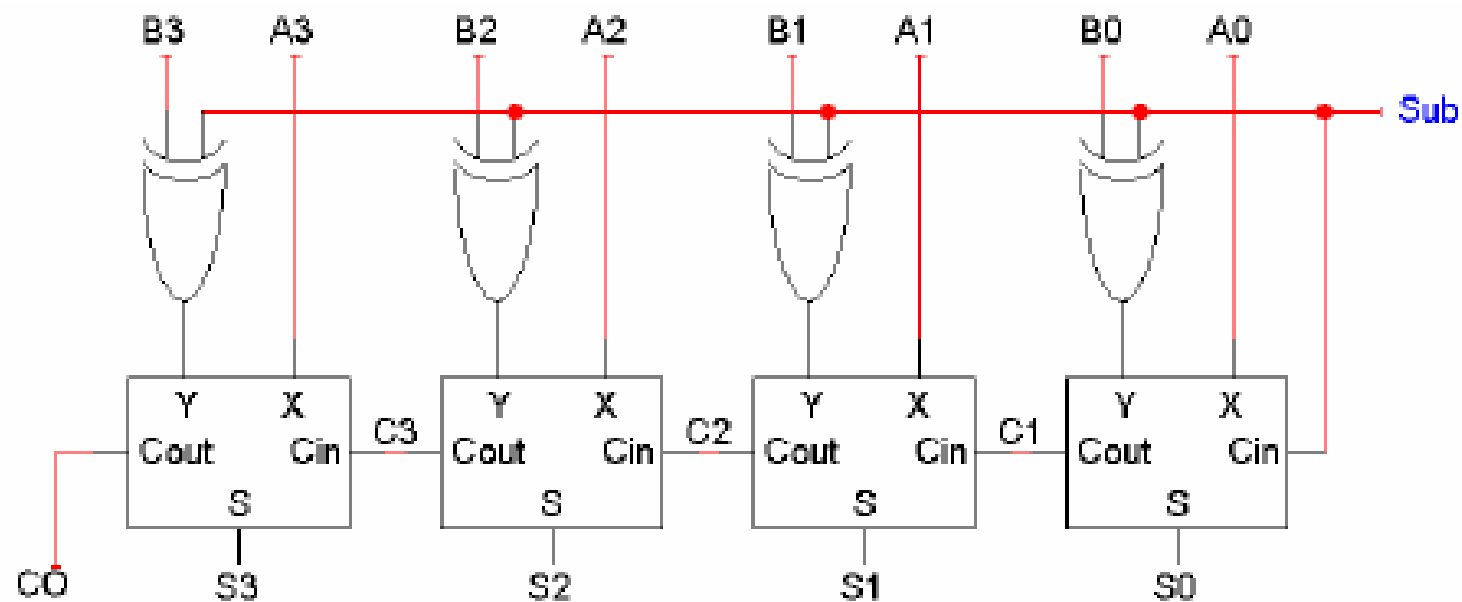 B3 A3 B2 A2 B1 A1 B0 A0
Sub
Y X Y X Y X Y X
Cout Cin C3 Cout Cin C2 Cout Cin C1 Cout Cin
S S S S
CO S3 S2 S1 S0